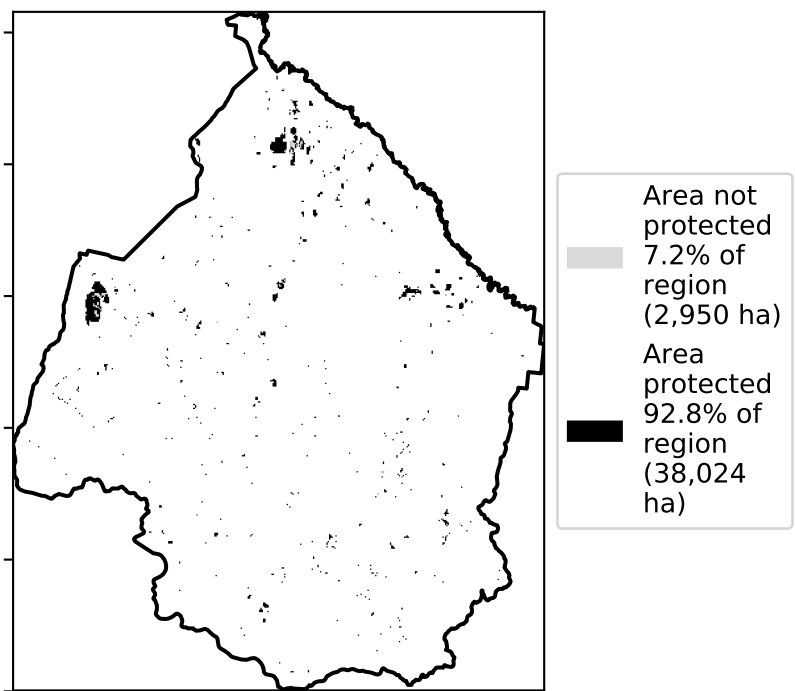 Area not
protected
7.2% of
region
(2,950 ha)
Area
protected
92.8% of
region
(38,024
ha)